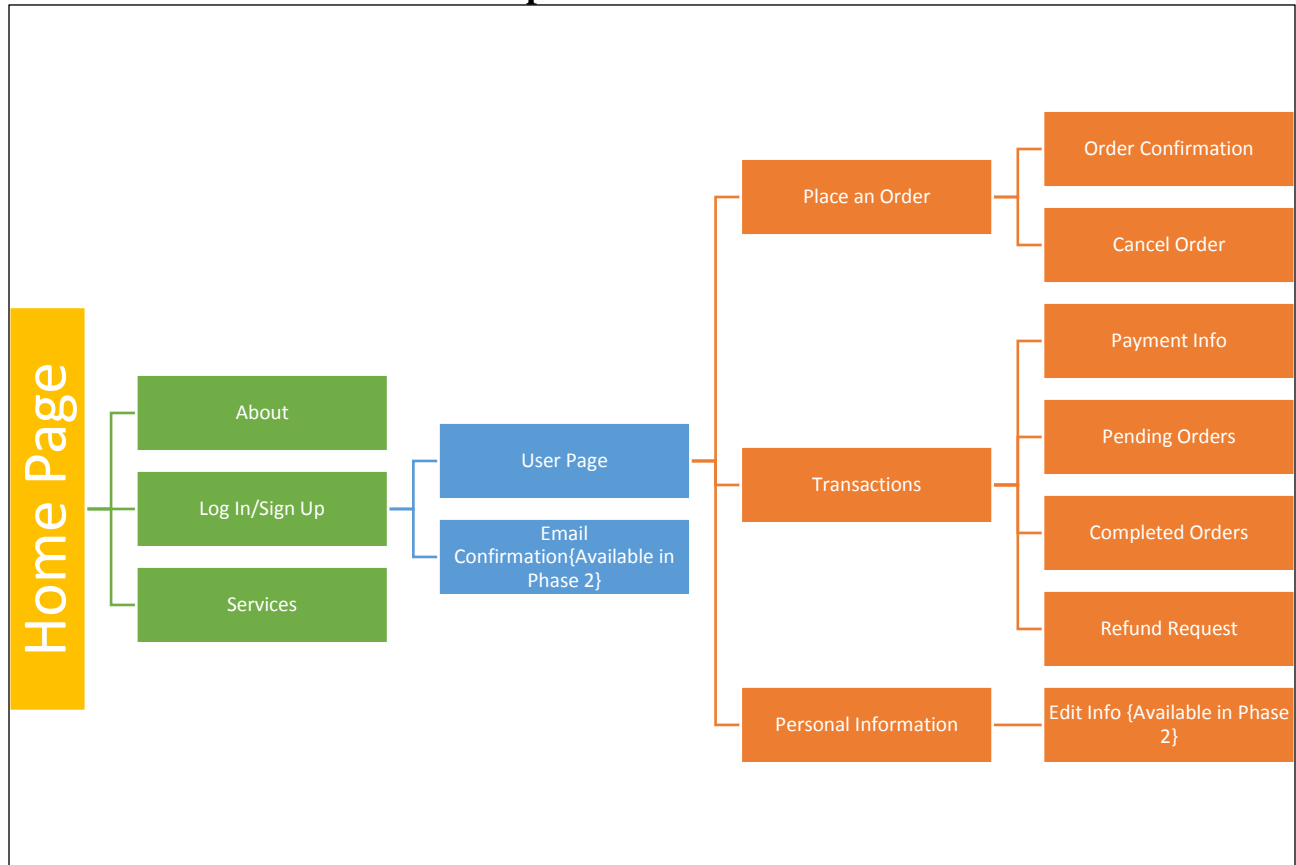 Home Page
About
Log In/Sign Up
Services
User Page
Email
Confirmation{Available in
Phase 2}
Place an Order
Transactions
Personal Information
Order Confirmation
Cancel Order
Payment Info
Pending Orders
Completed Orders
Refund Request
Edit Info {Available in Phase
2}